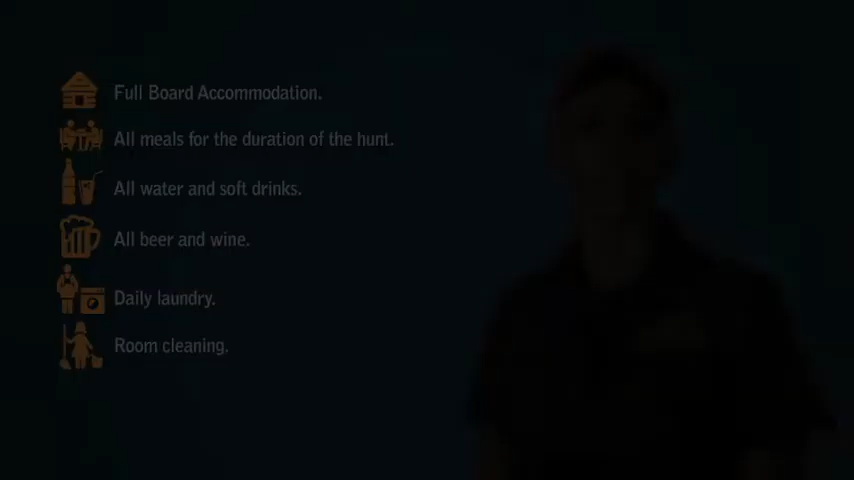 Full Board Accommodation.
All meals for the duration of the hunt.
All water and soft drinks.
All beer and wine.
Daily laundry.
Room cleaning.